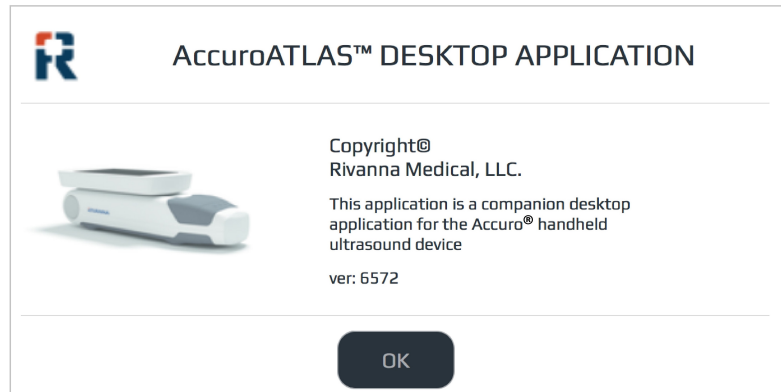 AccuroATLAS™ DESKTOP APPLICATION
Copyright©
Rivanna Medical, LLC.
This application is a companion desktop
application for the Accuro® handheld
ultrasound device
ver: 6572
OK